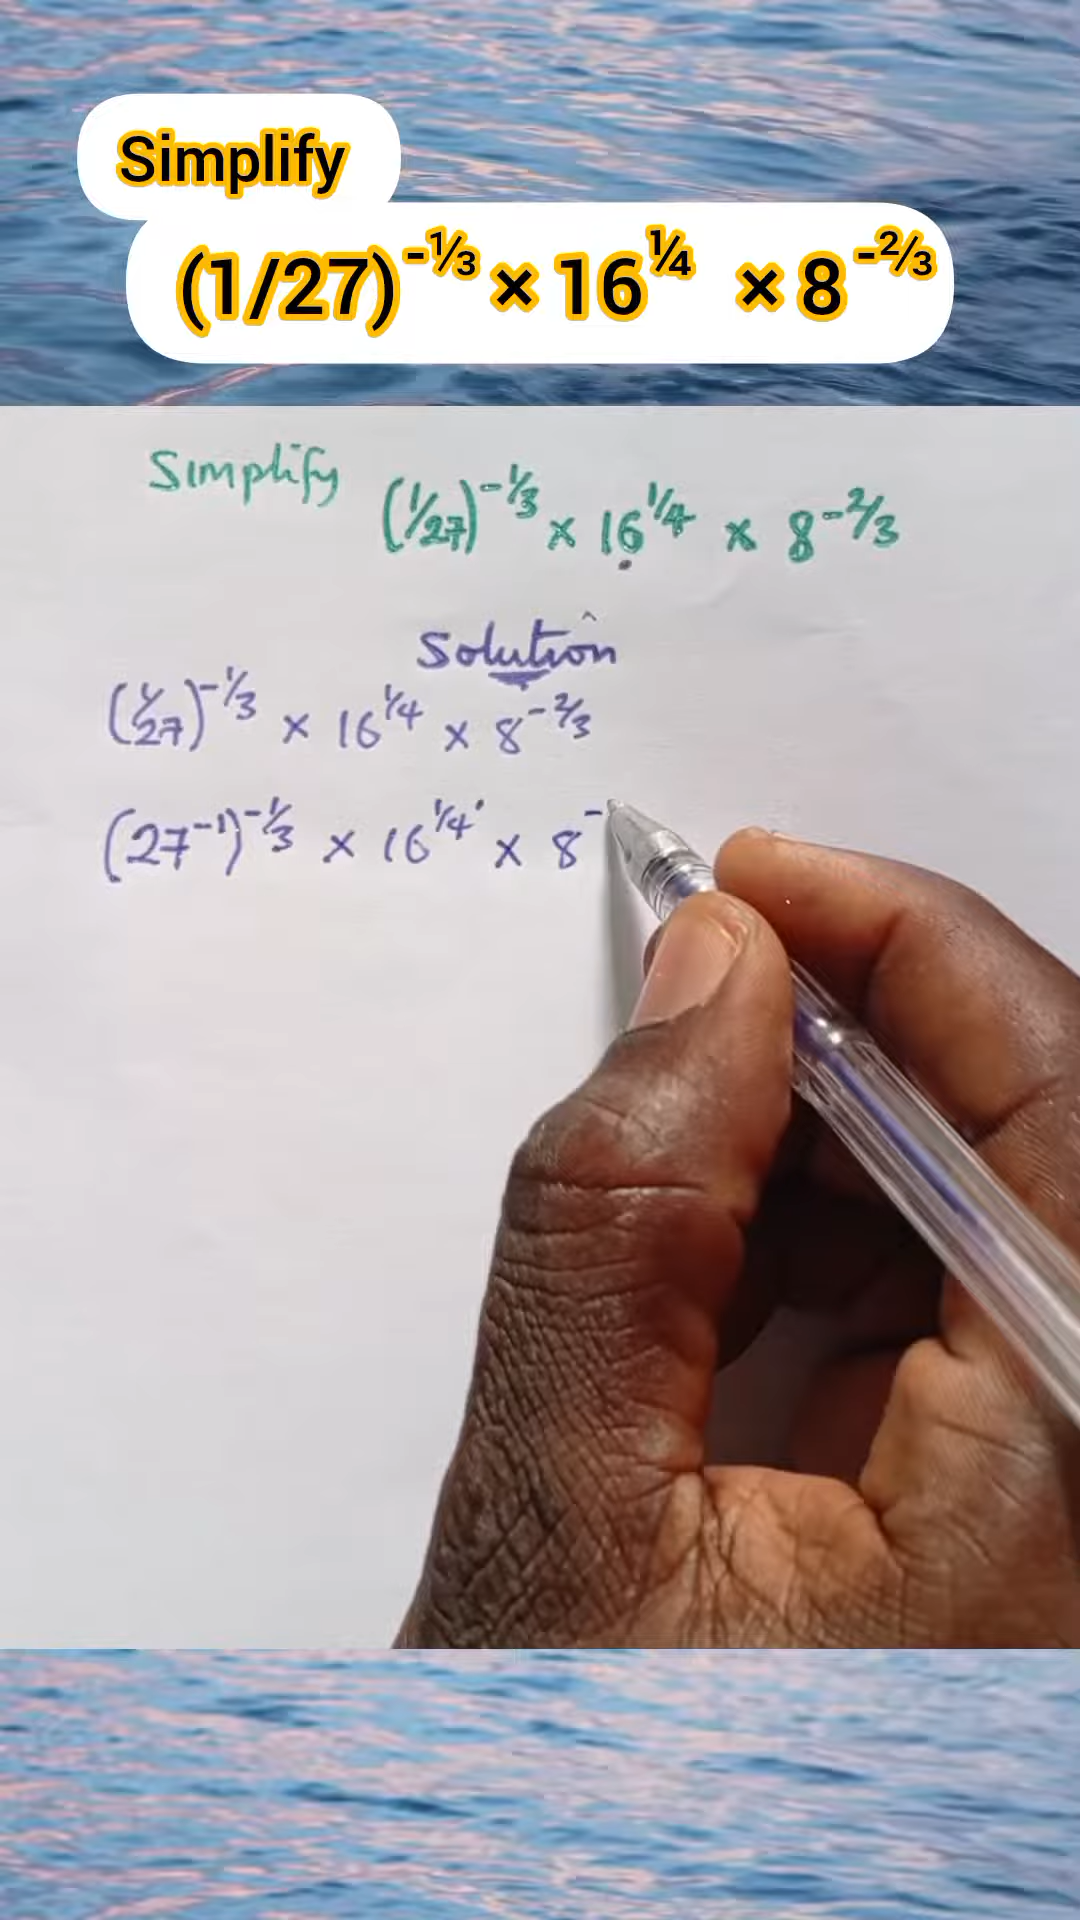 Simplify
(1/27)^-⅓ × 16^¼ × 8^-⅔
Simplify (1/27)^-1/3 × 16^1/4 × 8^-2/3
Solution
(1/27)^-1/3 × 16^1/4 × 8^-2/3
(27^-1)^-1/3 × 16^1/4 × 8^-